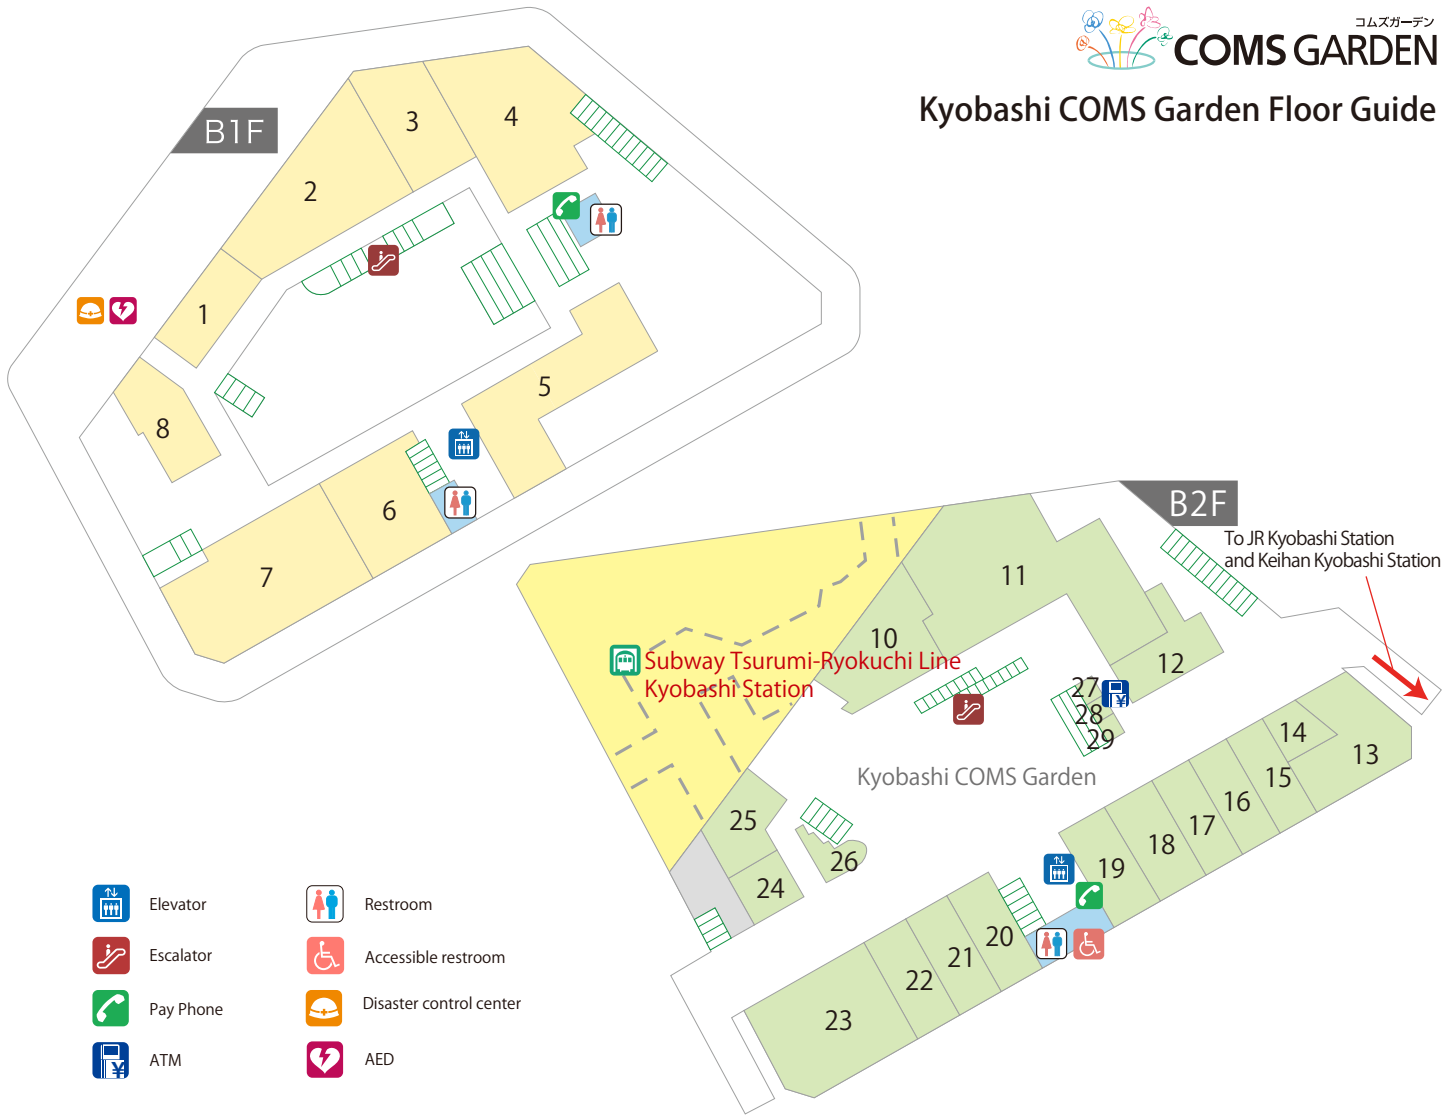 コムズガーデン
COMS GARDEN
Kyobashi COMS Garden Floor Guide
B1F
1
2
3
4
5
6
7
8
B2F
To JR Kyobashi Station
and Keihan Kyobashi Station
Subway Tsurumi-Ryokuchi Line
Kyobashi Station
Kyobashi COMS Garden
10
11
12
27
28
29
13
14
15
16
17
18
19
20
21
22
23
24
25
26
Elevator
Restroom
Escalator
Accessible restroom
Pay Phone
Disaster control center
ATM
AED
¥
¥